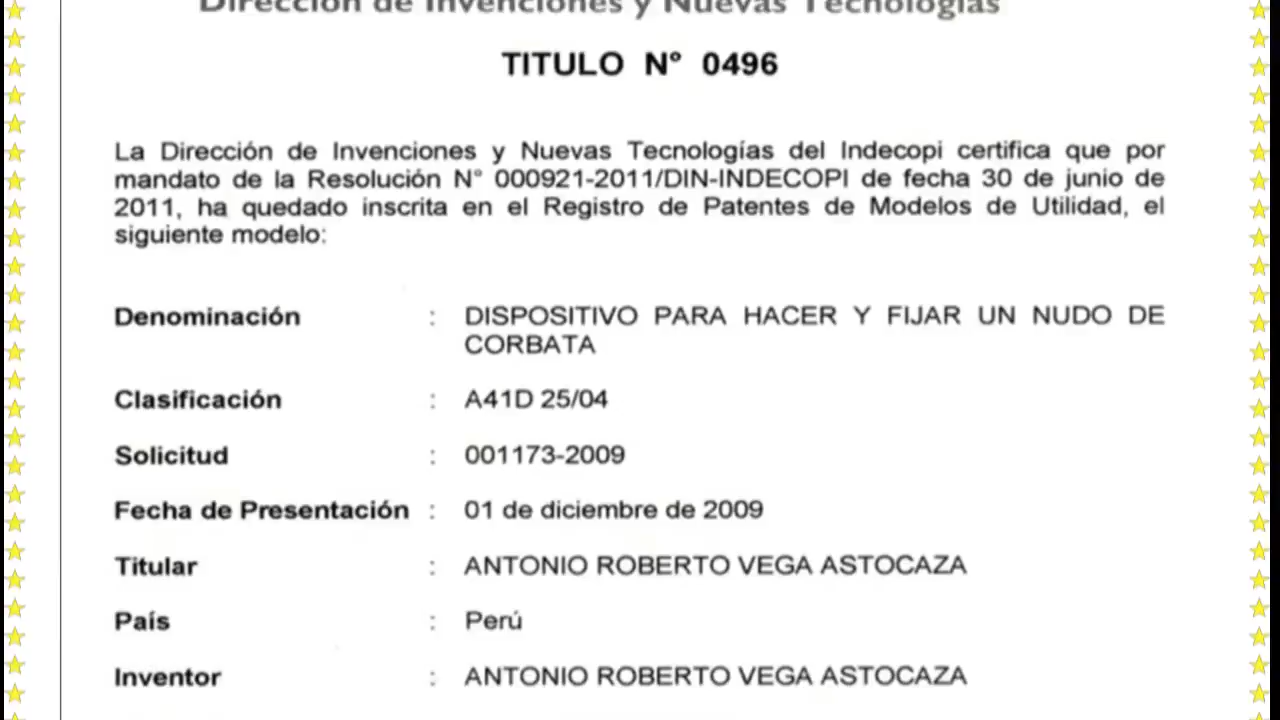 Dirección de Invenciones y Nuevas Tecnologías
TITULO N° 0496
La Dirección de Invenciones y Nuevas Tecnologías del Indecopi certifica que por
mandato de la Resolución N° 000921-2011/DIN-INDECOPI de fecha 30 de junio de
2011, ha quedado inscrita en el Registro de Patentes de Modelos de Utilidad, el
siguiente modelo:
Denominación : DISPOSITIVO PARA HACER Y FIJAR UN NUDO DE
CORBATA
Clasificación : A41D 25/04
Solicitud : 001173-2009
Fecha de Presentación : 01 de diciembre de 2009
Titular : ANTONIO ROBERTO VEGA ASTOCAZA
País : Perú
Inventor : ANTONIO ROBERTO VEGA ASTOCAZA